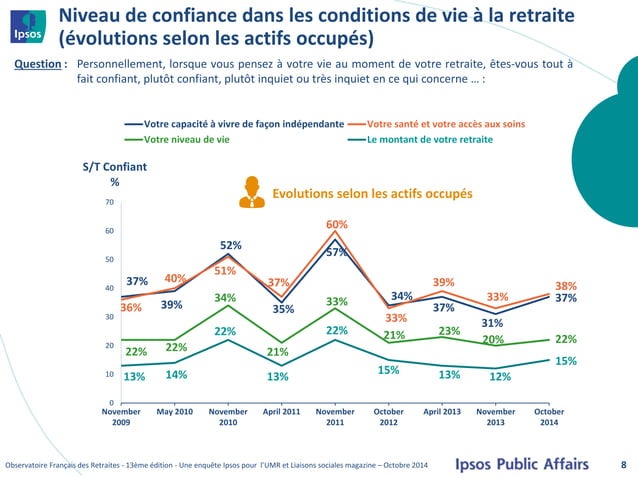 Niveau de confiance dans les conditions de vie à la retraite
(évolutions selon les actifs occupés)
Ipsos
Question : Personnellement, lorsque vous pensez à votre vie au moment de votre retraite, êtes-vous tout à
fait confiant, plutôt confiant, plutôt inquiet ou très inquiet en ce qui concerne … :
Votre capacité à vivre de façon indépendante Votre santé et votre accès aux soins
Votre niveau de vie Le montant de votre retraite
S/T Confiant
%
Evolutions selon les actifs occupés
70
60
50
40
30
20
10
0
37% 39% 52% 35% 57% 34% 37% 31% 37%
36% 40% 51% 37% 60% 33% 39% 33% 38%
22% 22% 34% 21% 33% 21% 23% 20% 22%
13% 14% 22% 13% 22% 15% 13% 12% 15%
November May 2010 November April 2011 November October April 2013 November October
2009 2010 2011 2012 2013 2014
Observatoire Français des Retraites - 13ème édition - Une enquête Ipsos pour l'UMR et Liaisons sociales magazine – Octobre 2014
Ipsos Public Affairs
8